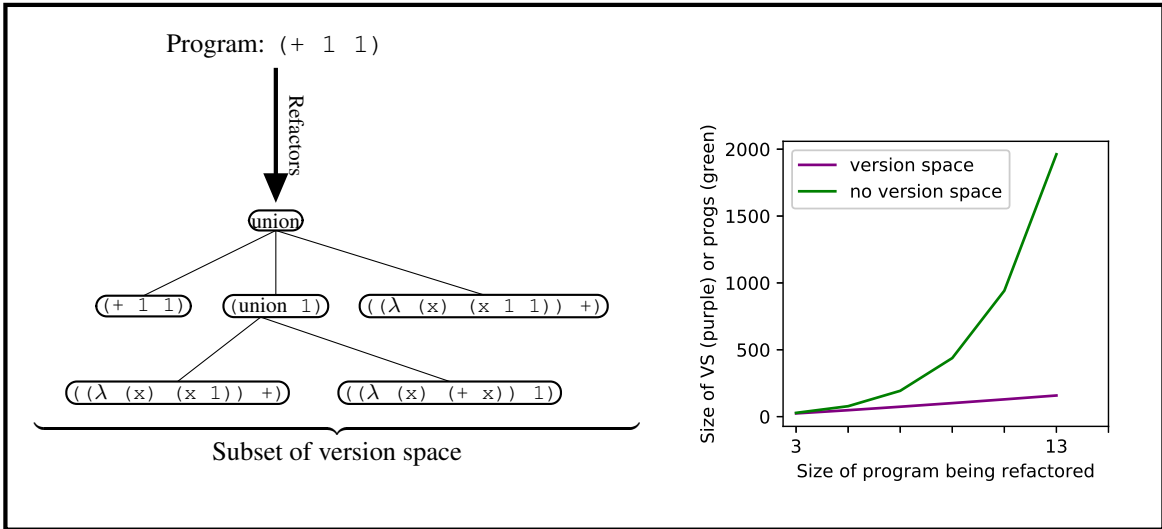 Program: (+ 1 1)
Refactors
union
(+ 1 1)
(union 1)
((λ (x) (x 1 1)) +)
((λ (x) (x 1)) +)
((λ (x) (+ x)) 1)
Subset of version space
Size of VS (purple) or progs (green)
2000
1500
1000
500
0
version space
no version space
3
13
Size of program being refactored